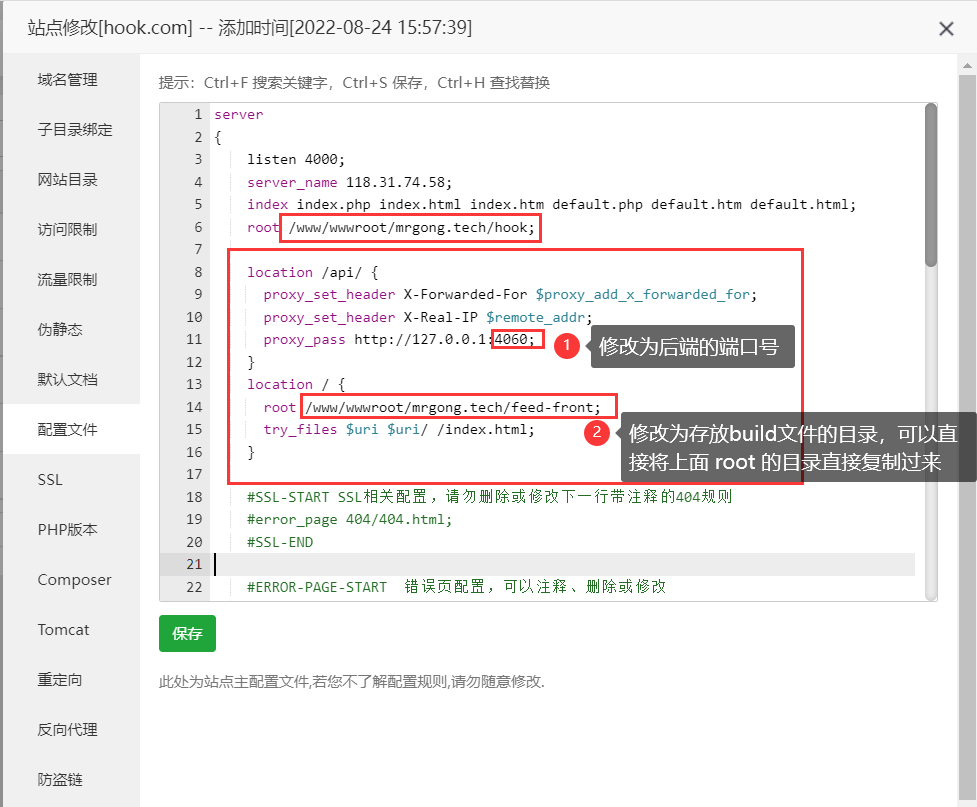 站点修改[hook.com] -- 添加时间[2022-08-24 15:57:39]
域名管理
子目录绑定
网站目录
访问限制
流量限制
伪静态
默认文档
配置文件
SSL
PHP版本
Composer
Tomcat
重定向
反向代理
防盗链
提示：Ctrl+F 搜索关键字，Ctrl+S 保存，Ctrl+H 查找替换
1 server
2 {
3 listen 4000;
4 server_name 118.31.74.58;
5 index index.php index.html index.htm default.php default.htm default.html;
6 root /www/wwwroot/mrgong.tech/hook;
7
8 location /api/ {
9 proxy_set_header X-Forwarded-For $proxy_add_x_forwarded_for;
10 proxy_set_header X-Real-IP $remote_addr;
11 proxy_pass http://127.0.0.1:4060;
1 修改为后端的端口号
12 }
13 location / {
14 root /www/wwwroot/mrgong.tech/feed-front;
15 try_files $uri $uri/ /index.html;
2 修改为存放build文件的目录，可以直
接将上面 root 的目录直接复制过来
16 }
17
18 #SSL-START SSL相关配置，请勿删除或修改下一行带注释的404规则
19 #error_page 404/404.html;
20 #SSL-END
21
22 #ERROR-PAGE-START 错误页配置，可以注释、删除或修改
保存
此处为站点主配置文件,若您不了解配置规则,请勿随意修改.